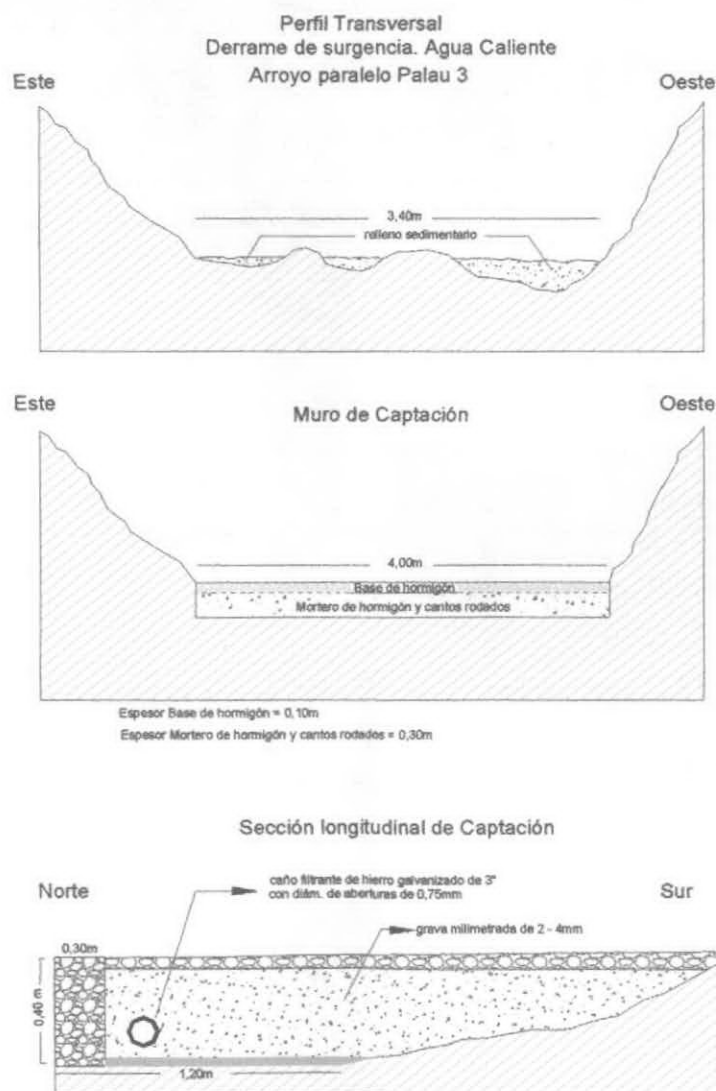 Perfil Transversal
Derrame de surgencia. Agua Caliente
Arroyo paralelo Palau 3
Este
Oeste
3,40m
relleno sedimentario
Este
Muro de Captación
Oeste
4,00m
Base de hormigón
Mortero de hormigón y cantos rodados
Espesor Base de hormigón = 0,10m
Espesor Mortero de hormigón y cantos rodados = 0,30m
Sección longitudinal de Captación
caño filtrante de hierro galvanizado de 3"
con diám. de aberturas de 0,75mm
Norte
Sur
grava milimetrada de 2 - 4mm
0,30m
0,40 m
1,20m